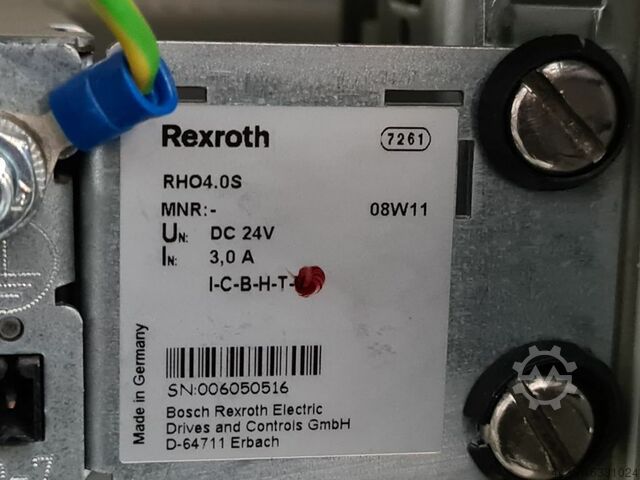 Rexroth
7261
RHO4.0S
MNR:-
08W11
UN: DC 24V
IN: 3,0 A
I-C-B-H-T-
Made in Germany
SN:006050516
Bosch Rexroth Electric
Drives and Controls GmbH
D-64711 Erbach